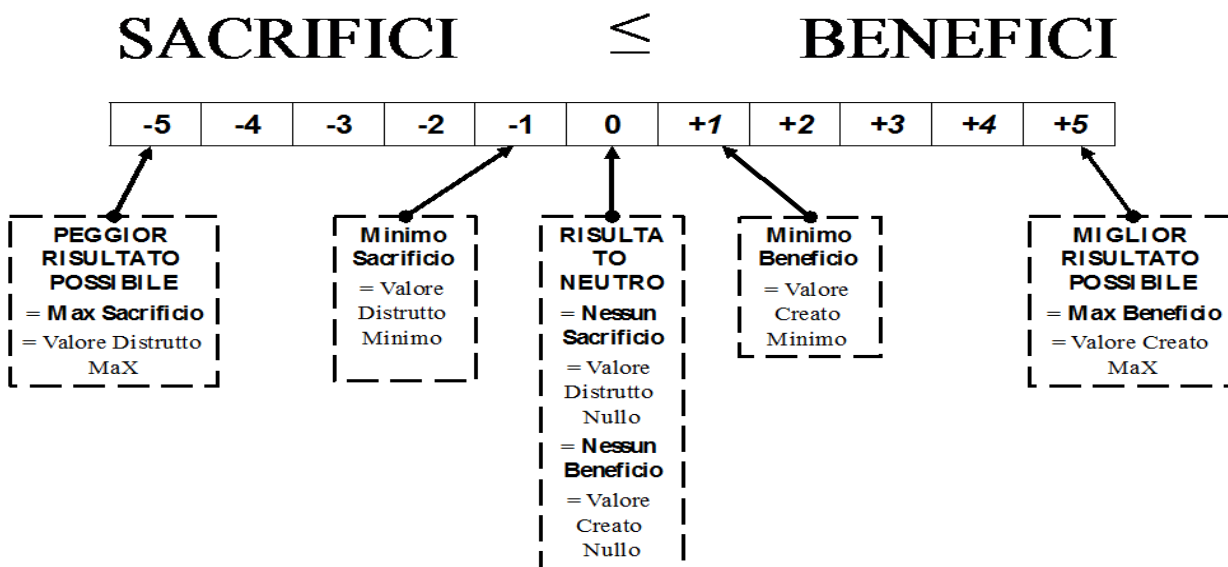 SACRIFICI ≤ BENEFICI
-5 -4 -3 -2 -1 0 +1 +2 +3 +4 +5
PEGGIOR
RISULTATO
POSSIBILE
= Max Sacrificio
= Valore Distrutto
MaX
Minimo
Sacrificio
= Valore
Distrutto
Minimo
RISULTA
TO
NEUTRO
= Nessun
Sacrificio
= Valore
Distrutto
Nullo
= Nessun
Beneficio
= Valore
Creato
Nullo
Minimo
Beneficio
= Valore
Creato
Minimo
MIGLIOR
RISULTATO
POSSIBILE
= Max Beneficio
= Valore Creato
MaX